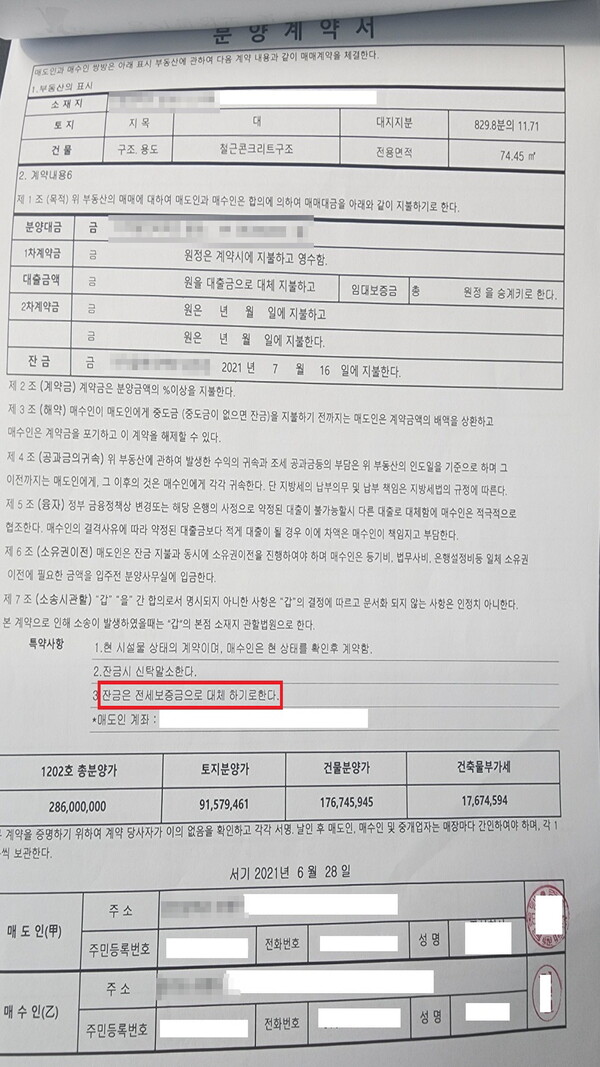 분 양 계 약 서
매도인과 매수인 쌍방은 아래 표시 부동산에 관하여 다음 계약 내용과 같이 매매계약을 체결한다.
1.부동산의 표시
소 재 지
토 지 지 목 대 대지지분 829.8분의 11.71
건 물 구조. 용도 철근콘크리트구조 전용면적 74.45 ㎡
2. 계약내용6
제 1 조 (목적) 위 부동산의 매매에 대하여 매도인과 매수인은 합의에 의하여 매매대금을 아래와 같이 지불하기로 한다.
분양대금 금
1차계약금 금 원정은 계약시에 지불하고 영수함.
대출금액 금 원을 대출금으로 대체 지불하고 임대보증금 총 원정 을 승계키로 한다.
2차계약금 금 원은 년 월 일에 지불하고
금 원은 년 월 일에 지불한다.
잔 금 금 2021 년 7 월 16 일에 지불한다.
제 2 조 (계약금) 계약금은 분양금액의 %이상을 지불한다.
제 3 조 (해약) 매수인이 매도인에게 중도금 (중도금이 없으면 잔금)을 지불하기 전까지는 매도인은 계약금액의 배액을 상환하고
매수인은 계약금을 포기하고 이 계약을 해제할 수 있다.
제 4 조 (공과금의귀속) 위 부동산에 관하여 발생한 수익의 귀속과 조세 공과금등의 부담은 위 부동산의 인도일을 기준으로 하며 그
이전까지는 매도인에게, 그 이후의 것은 매수인에게 각각 귀속한다. 단 지방세의 납부의무 및 납부 책임은 지방세법의 규정에 따른다.
제 5 조 (융자) 정부 금융정책상 변경또는 해당 은행의 사정으로 약정된 대출이 불가능할시 다른 대출로 대체함에 매수인은 적극적으로
협조한다. 매수인의 결격사유에 따라 약정된 대출금보다 적게 대출이 될 경우 이에 차액은 매수인이 책임지고 부담한다.
제 6 조 (소유권이전) 매도인은 잔금 지불과 동시에 소유권이전을 진행하여야 하며 매수인은 등기비, 법무사비, 은행설정비등 일체 소유권
이전에 필요한 금액을 입주전 분양사무실에 입금한다.
제 7 조 (소송시관할) "갑" "을" 간 합의로서 명시되지 아니한 사항은 "갑"의 결정에 따르고 문서화 되지 않는 사항은 인정치 아니한다.
본 계약으로 인해 소송이 발생하였을때는 "갑"의 본점 소재지 관할법원으로 한다.
특약사항 1.현 시설물 상태의 계약이며, 매수인은 현 상태를 확인후 계약함.
2.잔금시 신탁말소한다.
3.잔금은 전세보증금으로 대체 하기로한다.
*매도인 계좌 :
1202호 총분양가 토지분양가 건물분양가 건축물부가세
286,000,000 91,579,461 176,745,945 17,674,594
계약을 증명하기 위하여 계약 당사자가 이의 없음을 확인하고 각각 서명, 날인 후 매도인, 매수인 및 중개업자는 매장마다 간인하여야 하며, 각 1
씩 보관한다.
서기 2021년 6 월 28 일
매 도 인(甲) 주 소
주민등록번호 전화번호 성 명
매 수 인(乙) 주 소
주민등록번호 전화번호 성 명